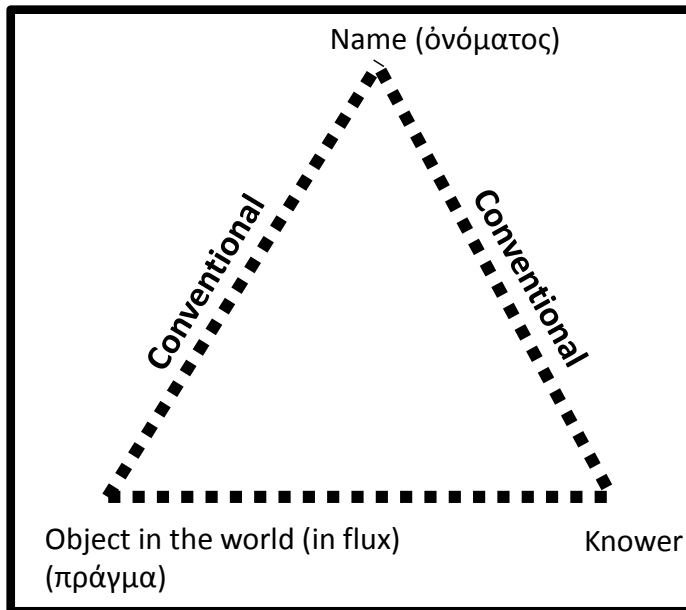 Name (ὀνόματος)
Conventional
Conventional
Object in the world (in flux)
(πράγμα)
Knower